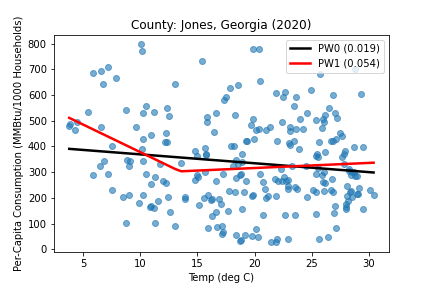 County: Jones, Georgia (2020)
Per-Capita Consumption (MMBtu/1000 Households)
800
700
600
500
400
300
200
100
0
PW0 (0.019)
PW1 (0.054)
5 10 15 20 25 30
Temp (deg C)